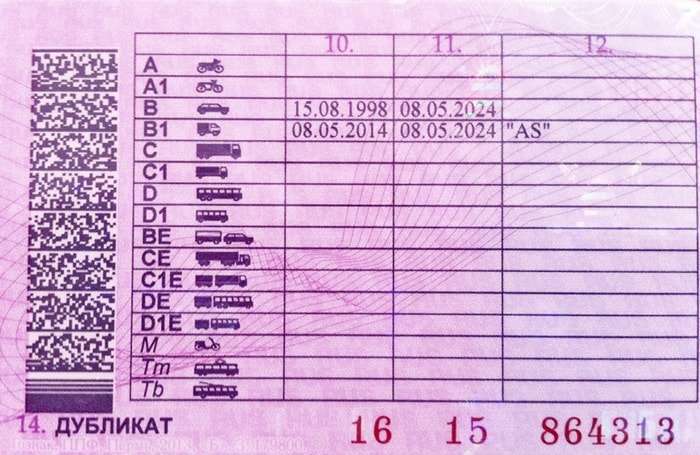 10. 11. 12.
A
A1
B 15.08.1998 08.05.2024
B1 08.05.2014 08.05.2024 "AS"
C
C1
D
D1
BE
CE
C1E
DE
D1E
M
Tm
Tb
14. ДУБЛИКАТ 16 15 864313